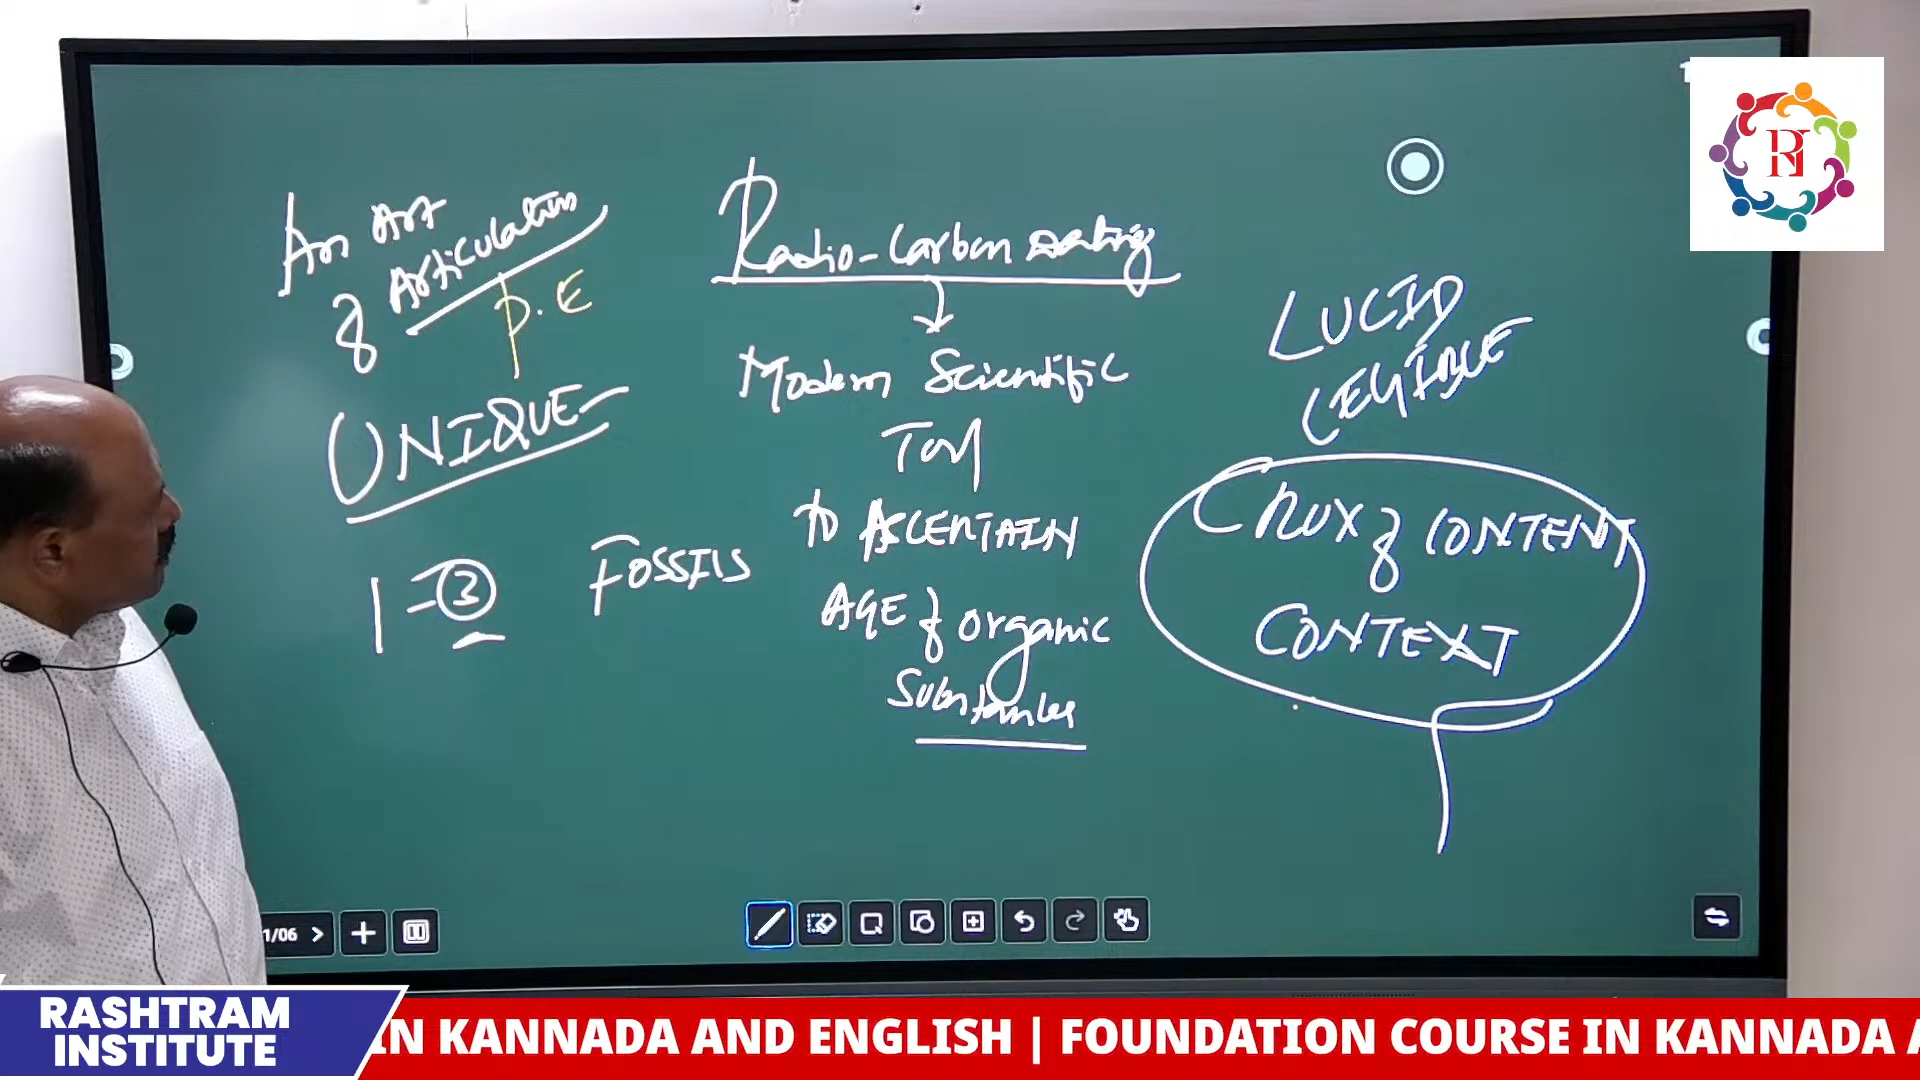 An Art
of Articulation
P.E
UNIQUE
1-3
FOSSILS
Radio-Carbon dating
Modern Scientific
Tool
to ASCERTAIN
AGE of organic
Substances
LUCID
LEGIBLE
CRUX of CONTENT
CONTEXT
RI
1/06
RASHTRAM
INSTITUTE
IN KANNADA AND ENGLISH | FOUNDATION COURSE IN KANNADA A